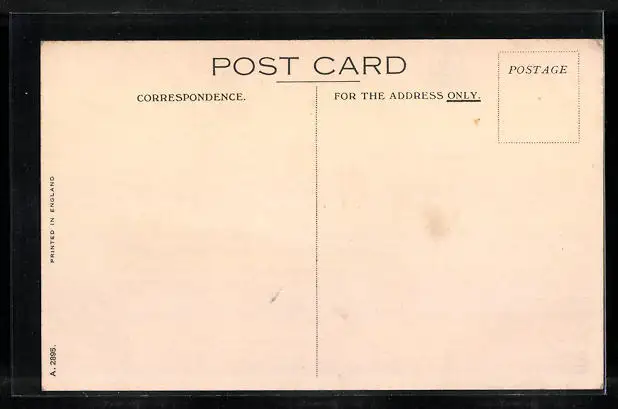 POST CARD
CORRESPONDENCE.
FOR THE ADDRESS ONLY.
POSTAGE
PRINTED IN ENGLAND
A. 2895.